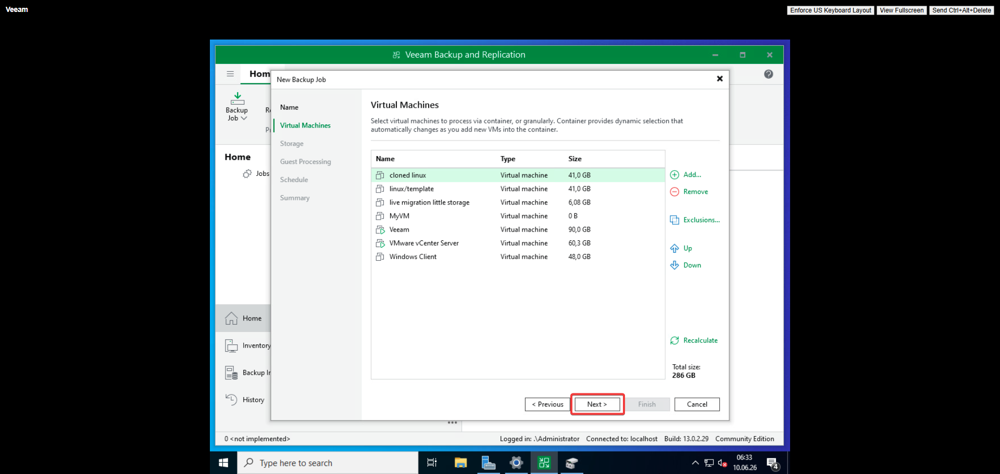 Veeam
Enforce US Keyboard Layout
View Fullscreen
Send Ctrl+Alt+Delete
Veeam Backup and Replication
Hom
New Backup Job
Backup
Job
Re
Pr
Home
Jobs
Home
Inventory
Backup In
History
Name
Virtual Machines
Storage
Guest Processing
Schedule
Summary
Virtual Machines
Select virtual machines to process via container, or granularly. Container provides dynamic selection that
automatically changes as you add new VMs into the container.
Name Type Size
cloned linux Virtual machine 41,0 GB
linux/template Virtual machine 41,0 GB
live migration little storage Virtual machine 6,08 GB
MyVM Virtual machine 0 B
Veeam Virtual machine 90,0 GB
VMware vCenter Server Virtual machine 60,3 GB
Windows Client Virtual machine 48,0 GB
Add...
Remove
Exclusions...
Up
Down
Recalculate
Total size:
286 GB
< Previous
Next >
Finish
Cancel
0 <not implemented>
Logged in: .\Administrator
Connected to: localhost
Build: 13.0.2.29
Community Edition
Type here to search
06:33
10.06.26
4